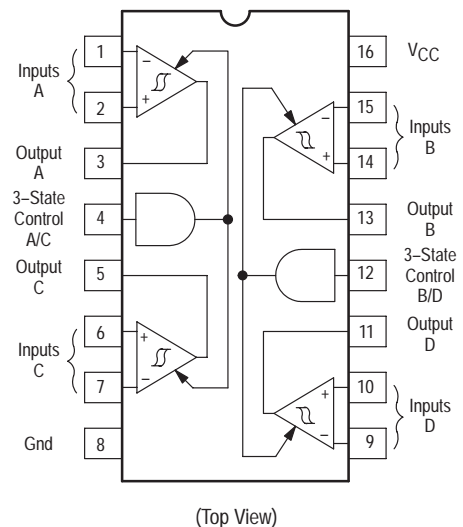 1
Inputs
A
2
Output
A
3
3–State
Control
A/C
4
Output
C
5
6
Inputs
C
7
Gnd
8
16
VCC
15
Inputs
B
14
13
Output
B
12
3–State
Control
B/D
11
Output
D
10
Inputs
D
9
–
+
–
+
+
–
+
–
(Top View)